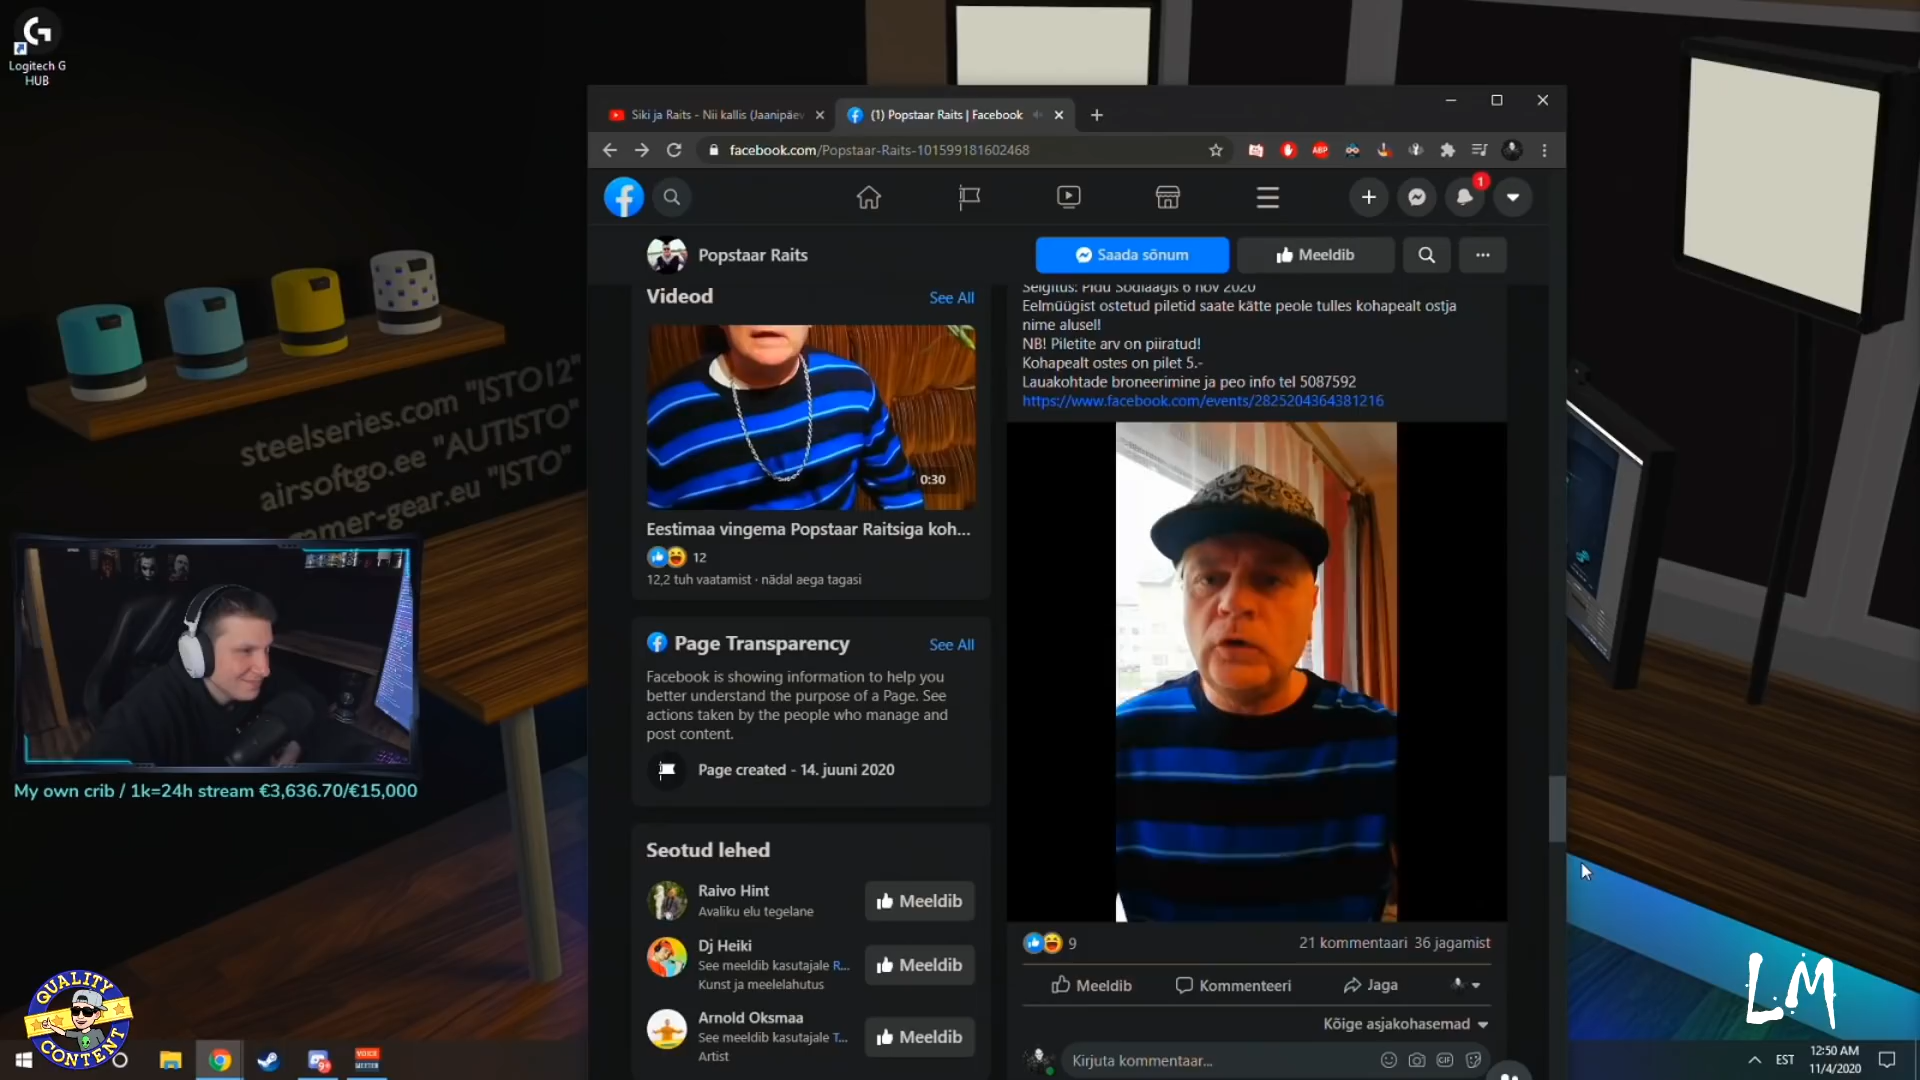 Logitech G
HUB
Siki ja Raits - Nii kallis (Jaanipäev
(1) Popstaar Raits | Facebook
facebook.com/Popstaar-Raits-101599181602468
1
Popstaar Raits
Saada sõnum
Meeldib
Videod
See All
0:30
Eestimaa vingema Popstaar Raitsiga koh...
12
12,2 tuh vaatamist · nädal aega tagasi
Page Transparency
See All
Facebook is showing information to help you
better understand the purpose of a Page. See
actions taken by the people who manage and
post content.
Page created - 14. juuni 2020
Seotud lehed
Raivo Hint
Avaliku elu tegelane
Meeldib
Dj Heiki
See meeldib kasutajale R...
Kunst ja meelelahutus
Meeldib
Arnold Oksmaa
See meeldib kasutajale T...
Artist
Meeldib
Selgitus: Pidu Sodiaagis 6 nov 2020
Eelmüügist ostetud piletid saate kätte peole tulles kohapealt ostja
nime alusel!
NB! Piletite arv on piiratud!
Kohapealt ostes on pilet 5.-
Lauakohtade broneerimine ja peo info tel 5087592
https://www.facebook.com/events/2825204364381216
9
21 kommentaari 36 jagamist
Meeldib
Kommenteeri
Jaga
Kõige asjakohasemad
Kirjuta kommentaar...
GIF
steelseries.com "ISTO12"
airsoftgo.ee "AUTISTO"
gamer-gear.eu "ISTO"
My own crib / 1k=24h stream €3,636.70/€15,000
QUALITY
CONTENT
LM
VOICE
EST
12:50 AM
11/4/2020